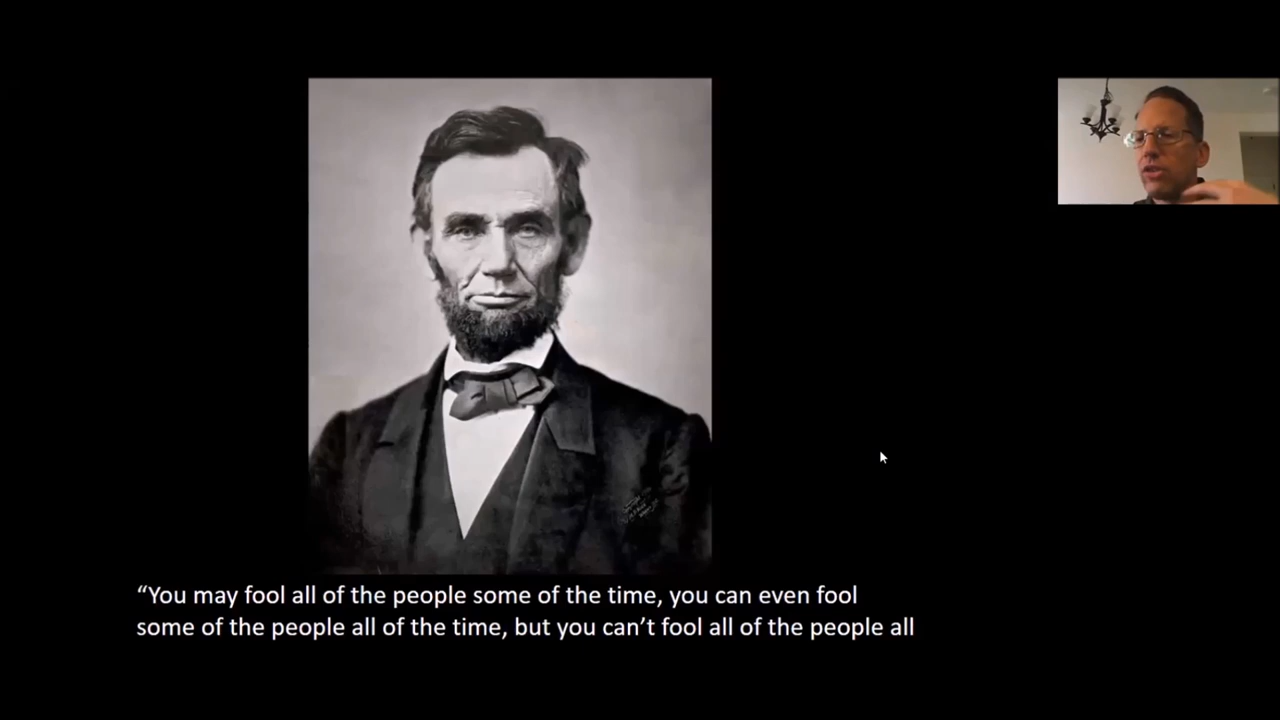 “You may fool all of the people some of the time, you can even fool
some of the people all of the time, but you can’t fool all of the people all